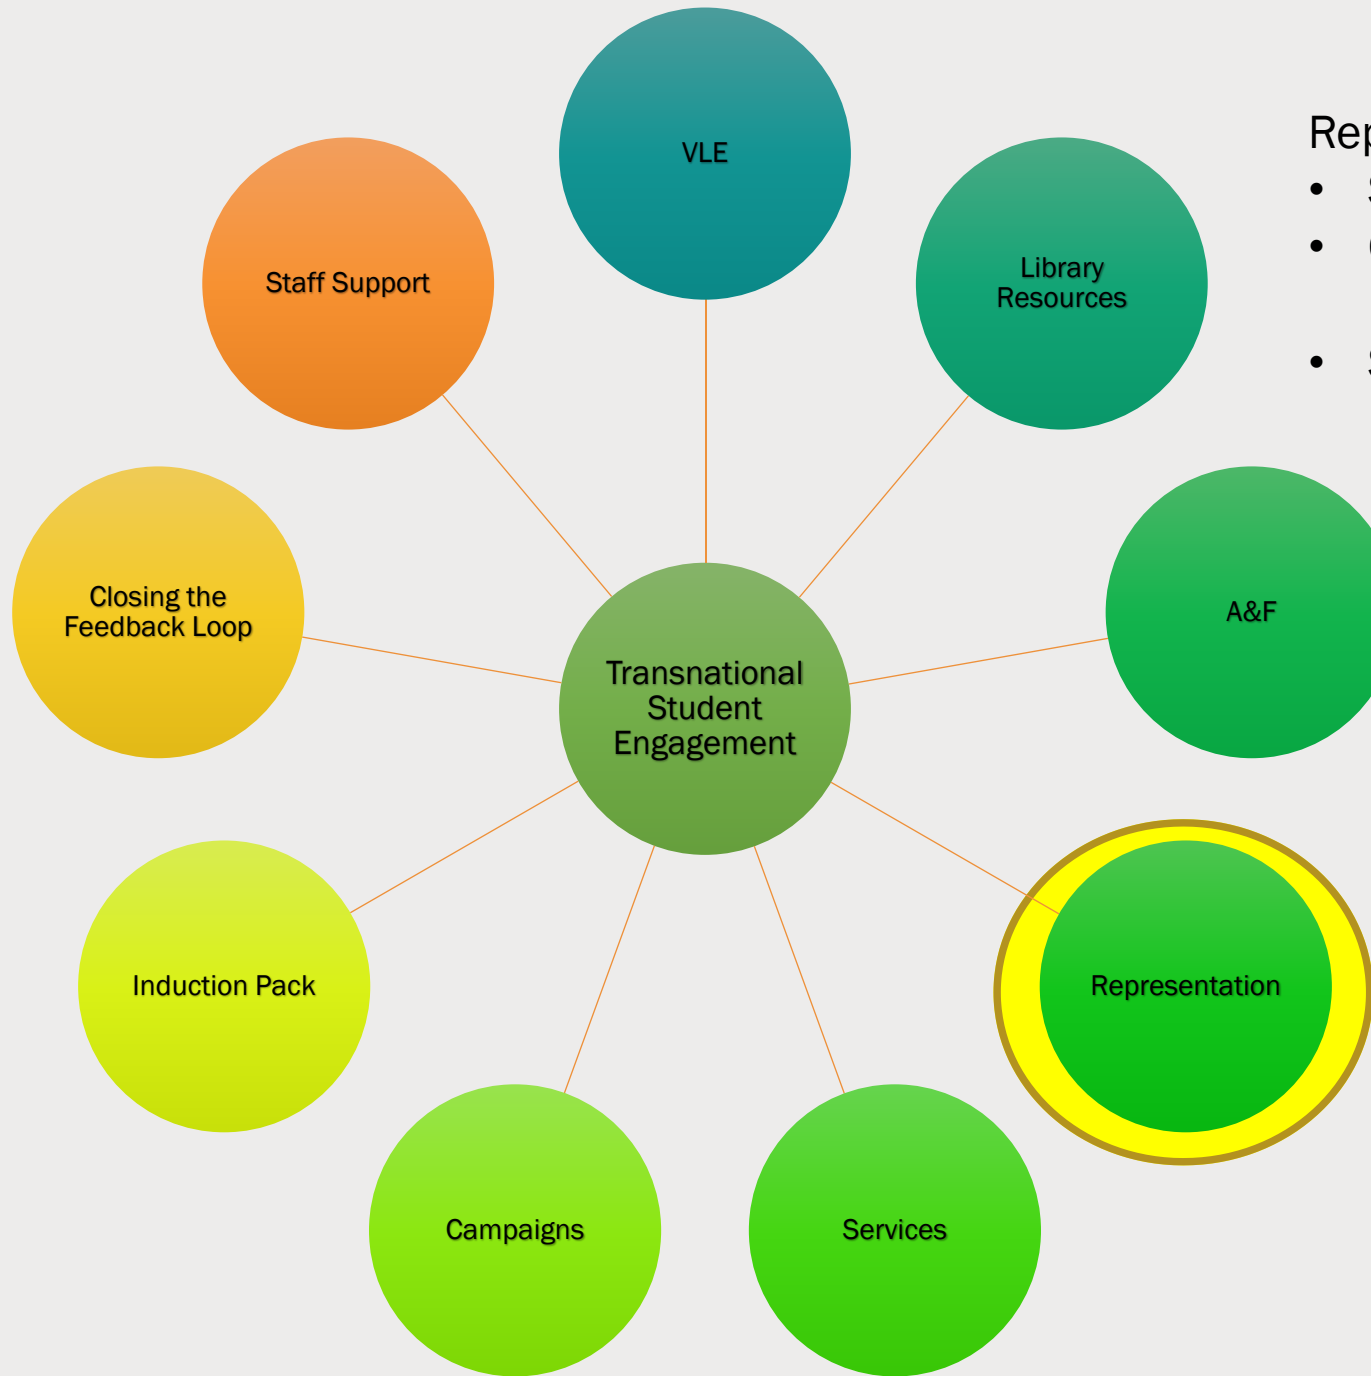 VLE
Staff Support
Library
Resources
Closing the
Feedback Loop
A&F
Transnational
Student
Engagement
Induction Pack
Representation
Campaigns
Services